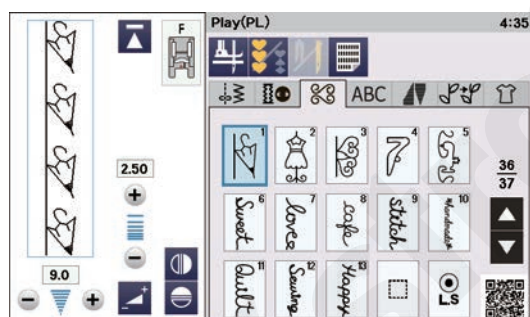 Play(PL)
4:35
F
ABC
1
2
3
4
5
36
37
2.50
Sweet 6
love 7
cafe 8
stitch 9
Handmade 10
9.0
Quilt 11
Sewing 12
Happy 13
L.S